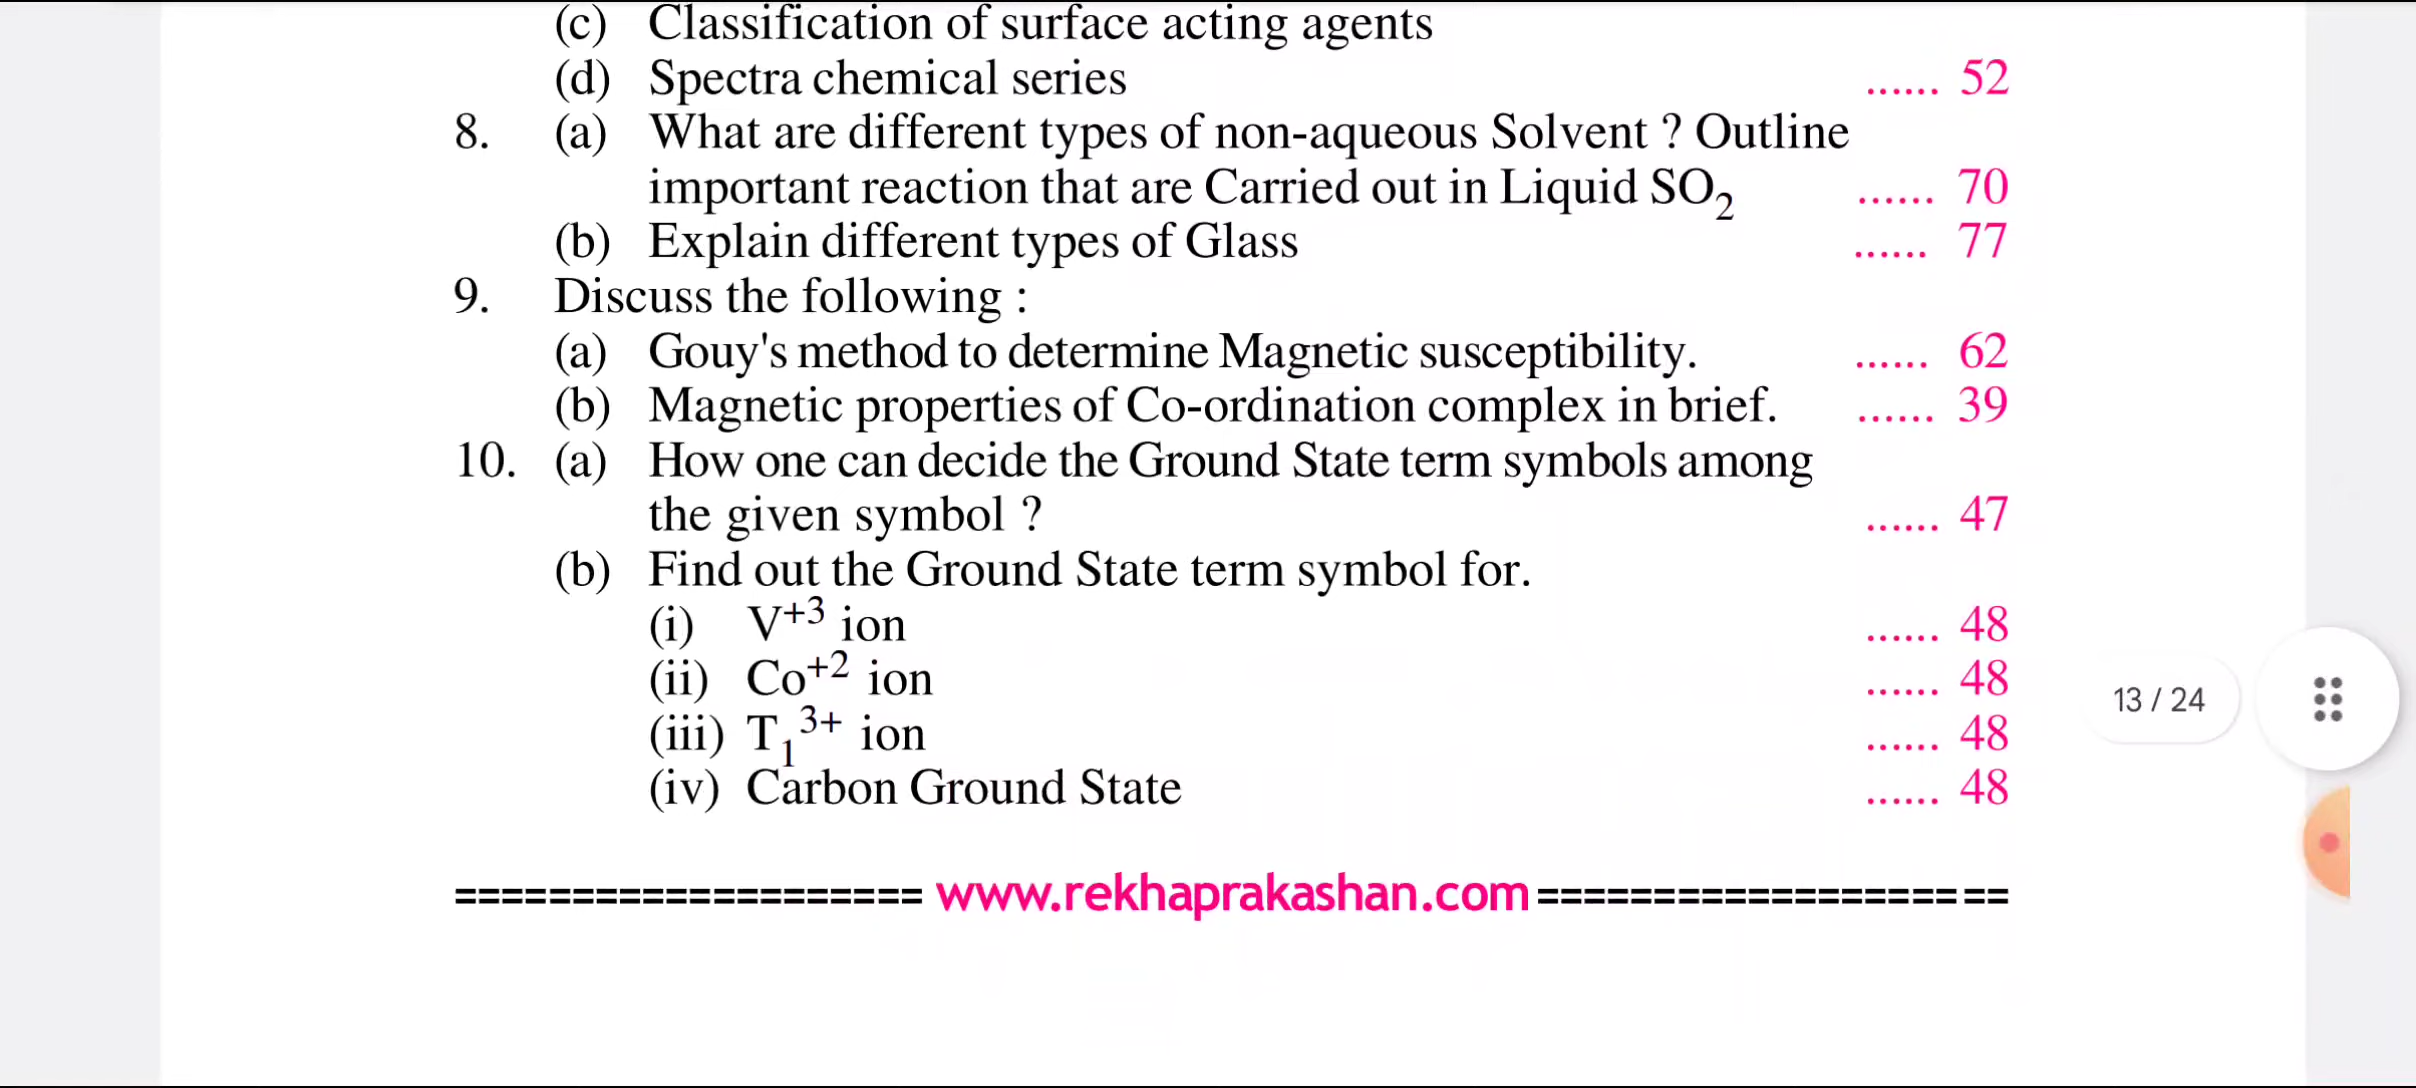 (c) Classification of surface acting agents
(d) Spectra chemical series ...... 52
8. (a) What are different types of non-aqueous Solvent ? Outline
important reaction that are Carried out in Liquid SO₂ ...... 70
(b) Explain different types of Glass ...... 77
9. Discuss the following :
(a) Gouy's method to determine Magnetic susceptibility. ...... 62
(b) Magnetic properties of Co-ordination complex in brief. ...... 39
10. (a) How one can decide the Ground State term symbols among
the given symbol ? ...... 47
(b) Find out the Ground State term symbol for.
(i) V⁺³ ion ...... 48
(ii) Co⁺² ion ...... 48
(iii) T₁³⁺ ion ...... 48
(iv) Carbon Ground State ...... 48
13 / 24
==================== www.rekhaprakashan.com====================